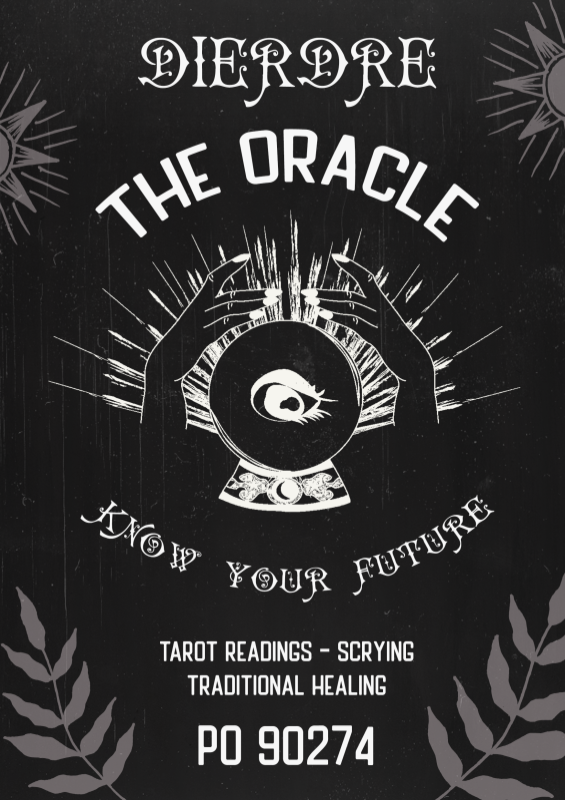 DIERDRE
THE ORACLE
KNOW YOUR FUTURE
TAROT READINGS - SCRYING
TRADITIONAL HEALING
PO 90274